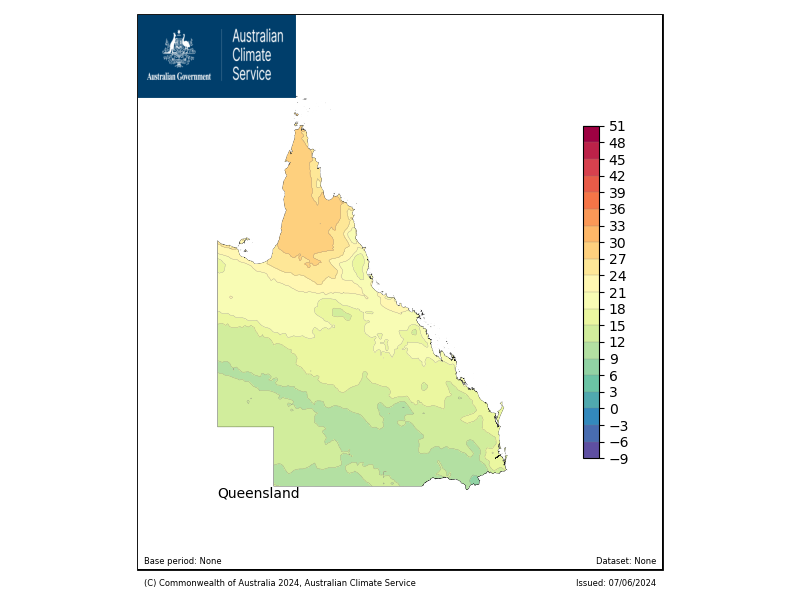 Australian
Climate
Service
Australian Government
51
48
45
42
39
36
33
30
27
24
21
18
15
12
9
6
3
0
−3
−6
−9
Queensland
Base period: None
Dataset: None
(C) Commonwealth of Australia 2024, Australian Climate Service
Issued: 07/06/2024